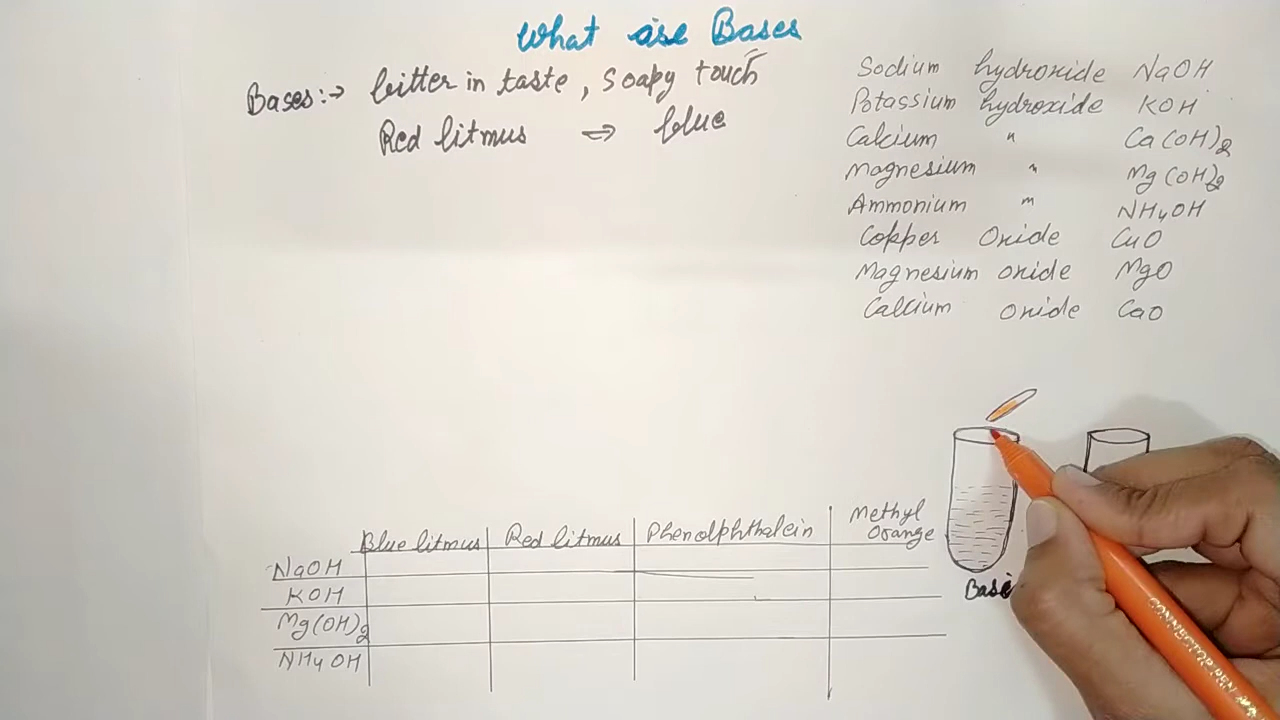 What are Bases
Bases:→ bitter in taste, Soapy touch
Red litmus ⇒ blue
Sodium hydroxide NaOH
Potassium hydroxide KOH
Calcium " Ca(OH)2
Magnesium " Mg(OH)2
Ammonium " NH4OH
Copper Oxide CuO
Magnesium oxide MgO
Calcium oxide CaO
Blue litmus Red litmus Phenolphthalein Methyl Orange
NaOH
KOH
Mg(OH)2
NH4OH
Base
CONNECTOR PEN